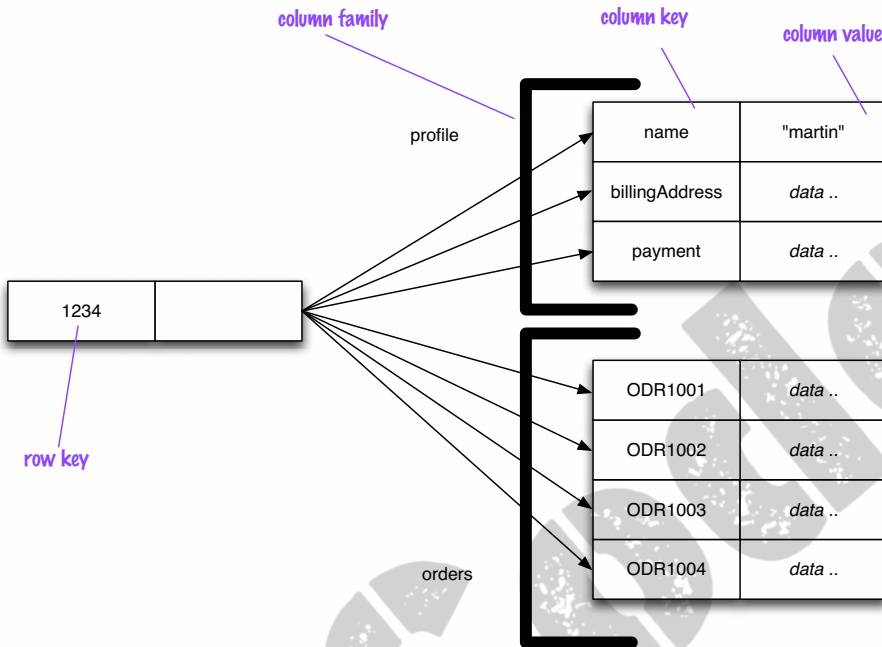 column family
column key
column value
profile
name "martin"
billingAddress data ..
payment data ..
1234
row key
ODR1001 data ..
ODR1002 data ..
ODR1003 data ..
ODR1004 data ..
orders